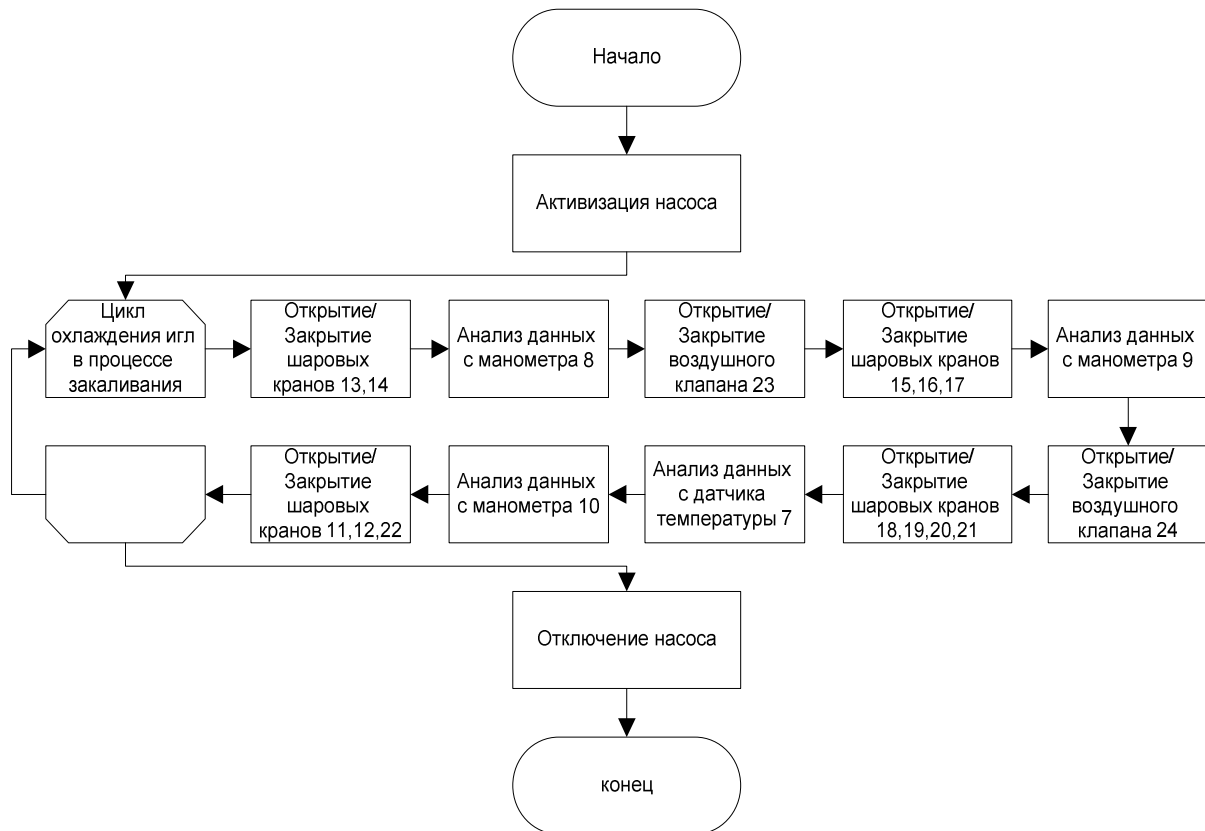 Начало
Активизация насоса
Цикл
охлаждения игл
в процессе
закаливания
Открытие/
Закрытие
шаровых
кранов 13,14
Анализ данных
с манометра 8
Открытие/
Закрытие
воздушного
клапана 23
Открытие/
Закрытие
шаровых кранов
15,16,17
Анализ данных
с манометра 9
Открытие/
Закрытие
воздушного
клапана 24
Открытие/
Закрытие
шаровых кранов
18,19,20,21
Анализ данных
с датчика
температуры 7
Анализ данных
с манометра 10
Открытие/
Закрытие
шаровых
кранов 11,12,22
Отключение насоса
конец